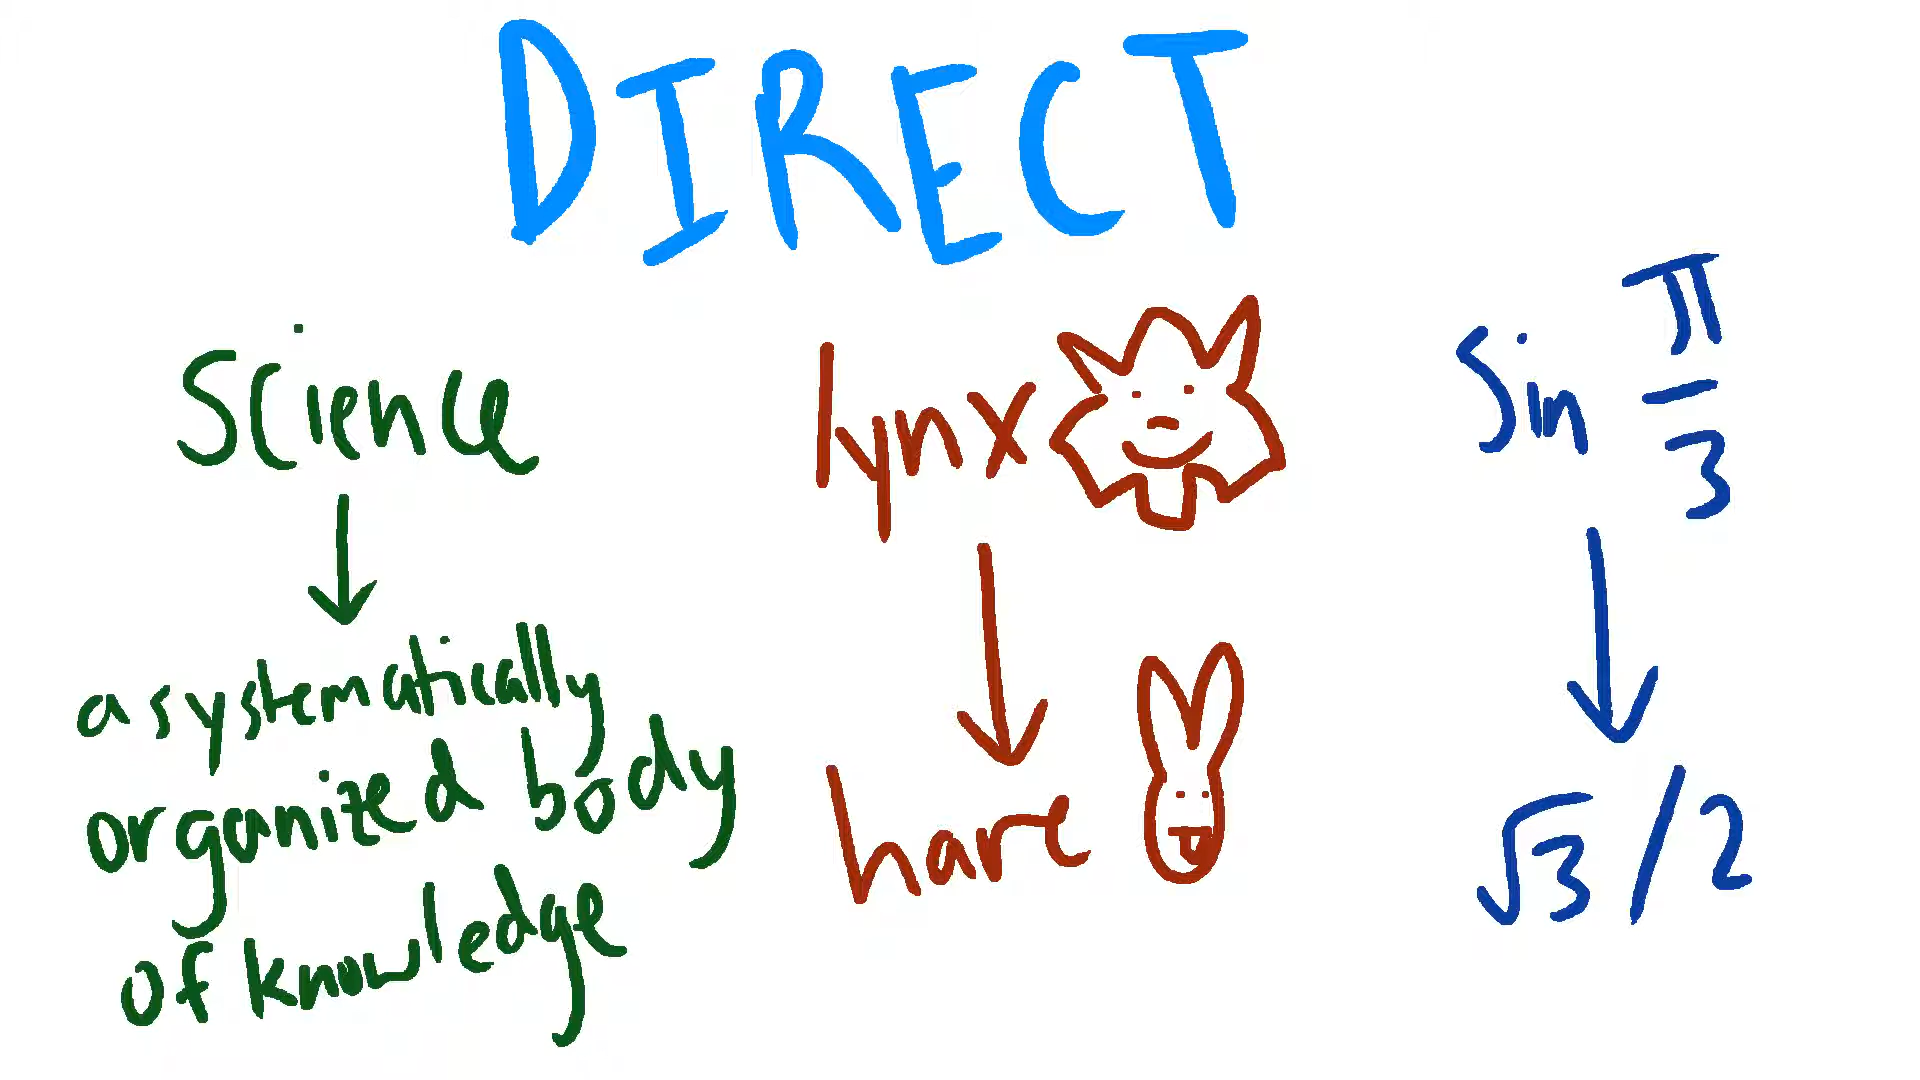 DIRECT
Science
a systematically
organized body
of knowledge
lynx
hare
sin π/3
√3/2